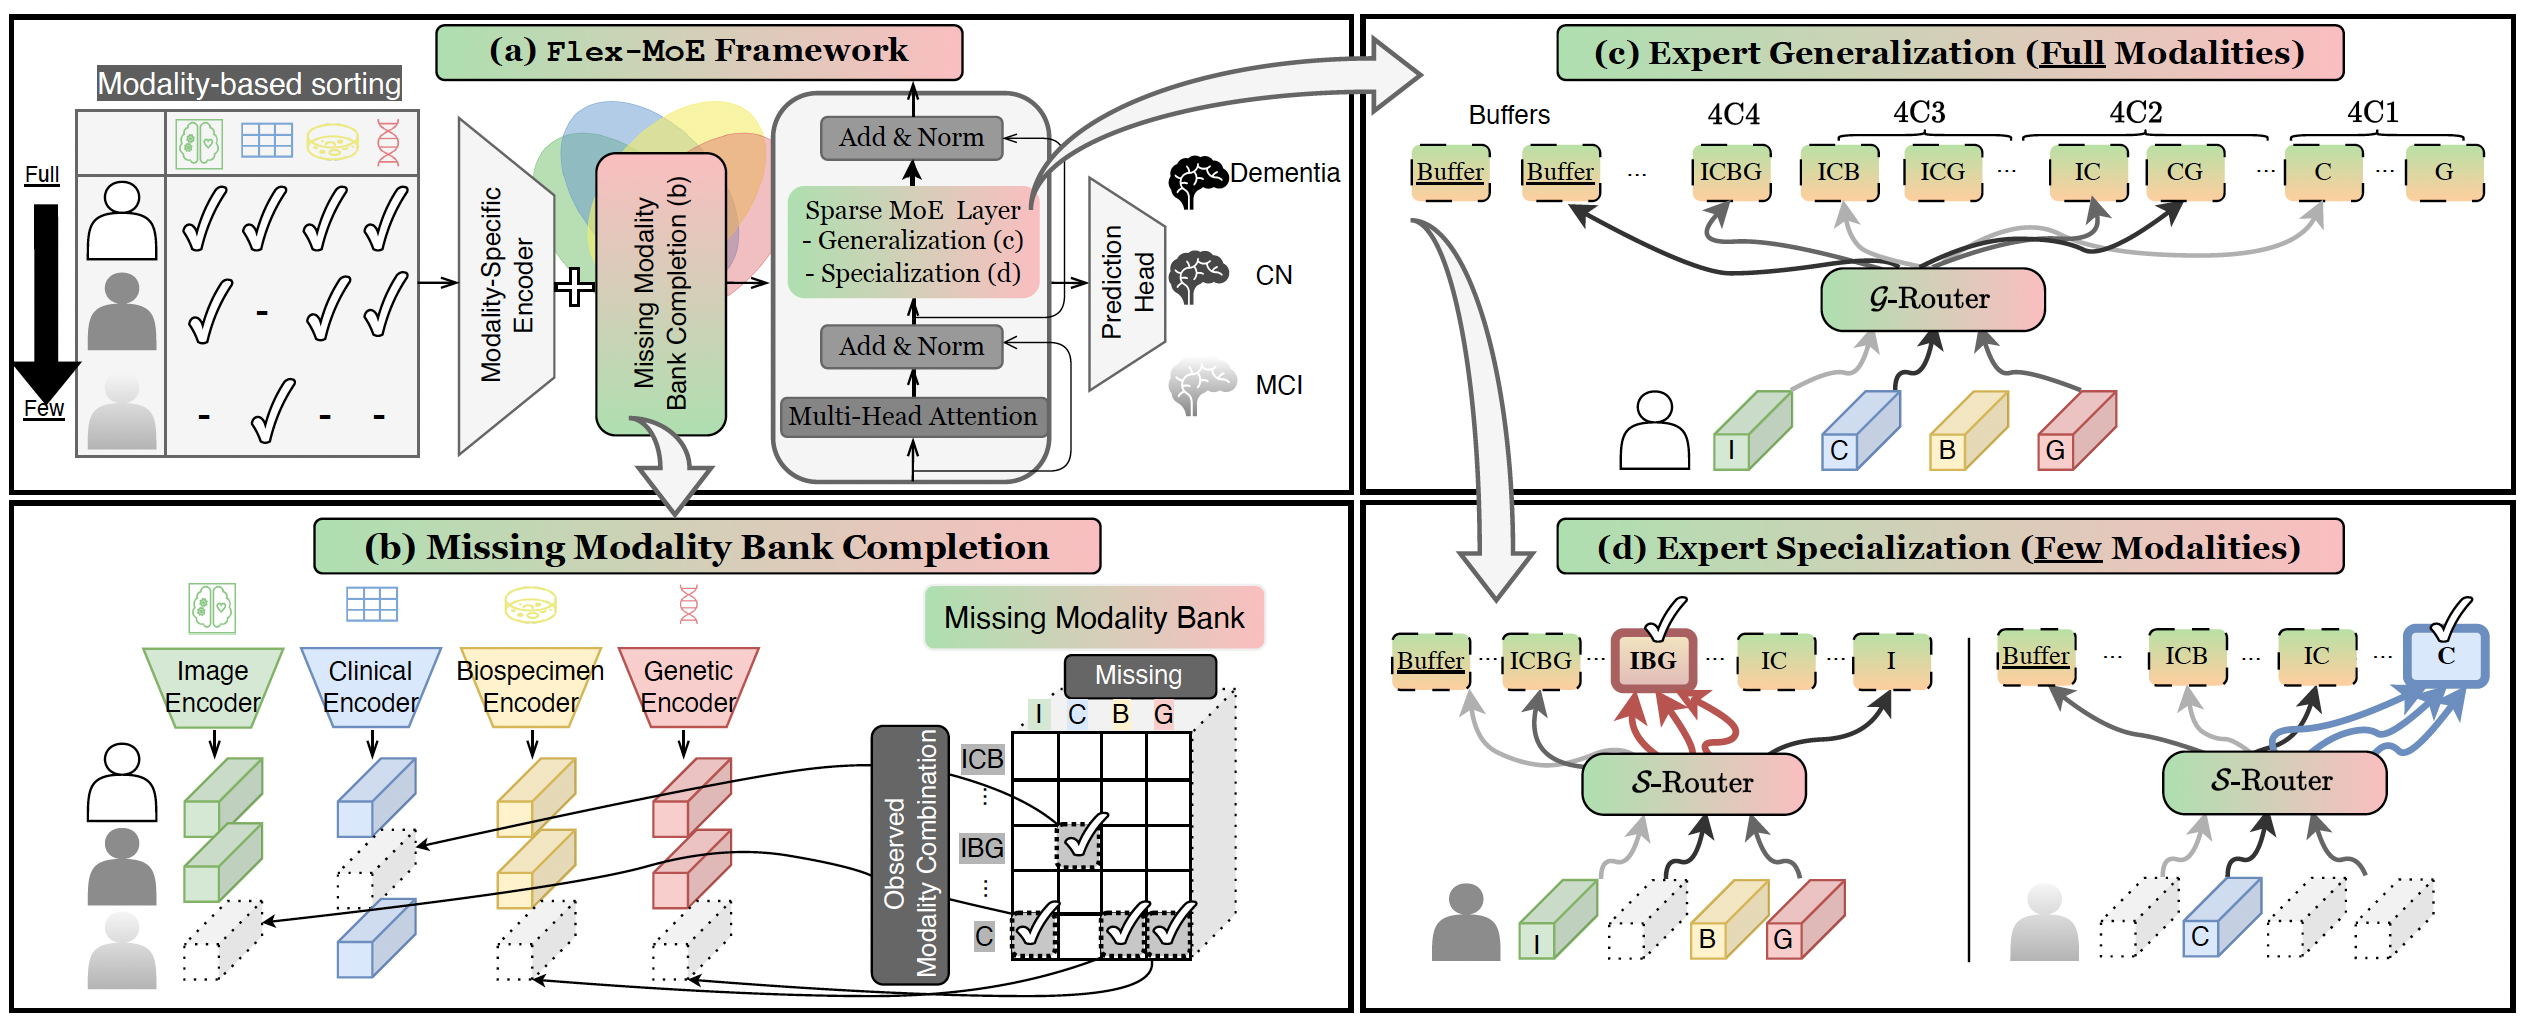 (a) Flex-MoE Framework
Modality-based sorting
Full
Few
Modality-Specific
Encoder
Missing Modality
Bank Completion (b)
Add & Norm
Sparse MoE Layer
- Generalization (c)
- Specialization (d)
Add & Norm
Multi-Head Attention
Prediction
Head
Dementia
CN
MCI
(b) Missing Modality Bank Completion
Image
Encoder
Clinical
Encoder
Biospecimen
Encoder
Genetic
Encoder
Missing Modality Bank
Missing
I C B G
Observed
Modality Combination
ICB
⋮
IBG
⋮
C
(c) Expert Generalization (Full Modalities)
Buffers
4C4
4C3
4C2
4C1
Buffer Buffer ... ICBG ICB ICG ... IC CG ... C ... G
𝒢-Router
I C B G
(d) Expert Specialization (Few Modalities)
Buffer ... ICBG ... IBG ... IC ... I
𝒮-Router
I B G
Buffer ... ICB ... IC ... C
𝒮-Router
C